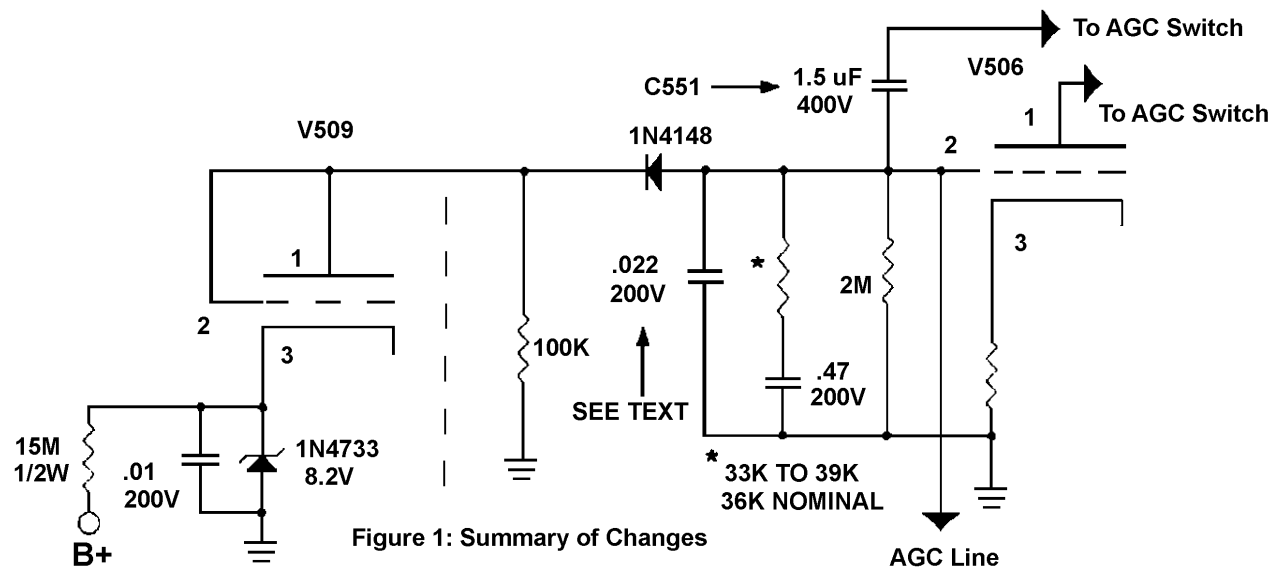 To AGC Switch
V506
C551
1.5 uF
400V
1
To AGC Switch
V509
1N4148
2
1
3
.022
200V
*
2M
2
3
100K
SEE TEXT
.47
200V
15M
1/2W
.01
200V
1N4733
8.2V
* 33K TO 39K
36K NOMINAL
B+
Figure 1: Summary of Changes
AGC Line